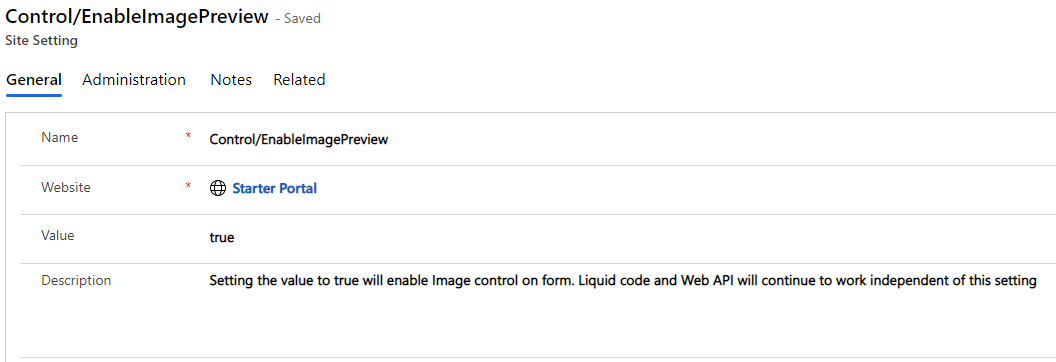 Control/EnableImagePreview - Saved
Site Setting
General Administration Notes Related
Name * Control/EnableImagePreview
Website * Starter Portal
Value true
Description Setting the value to true will enable Image control on form. Liquid code and Web API will continue to work independent of this setting